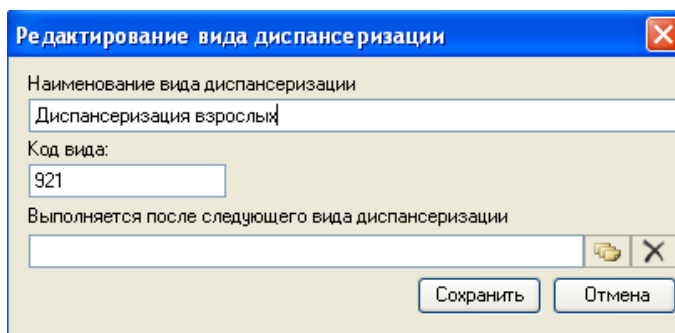 Редактирование вида диспансеризации
Наименование вида диспансеризации
Диспансеризация взрослых
Код вида:
921
Выполняется после следующего вида диспансеризации
Сохранить Отмена